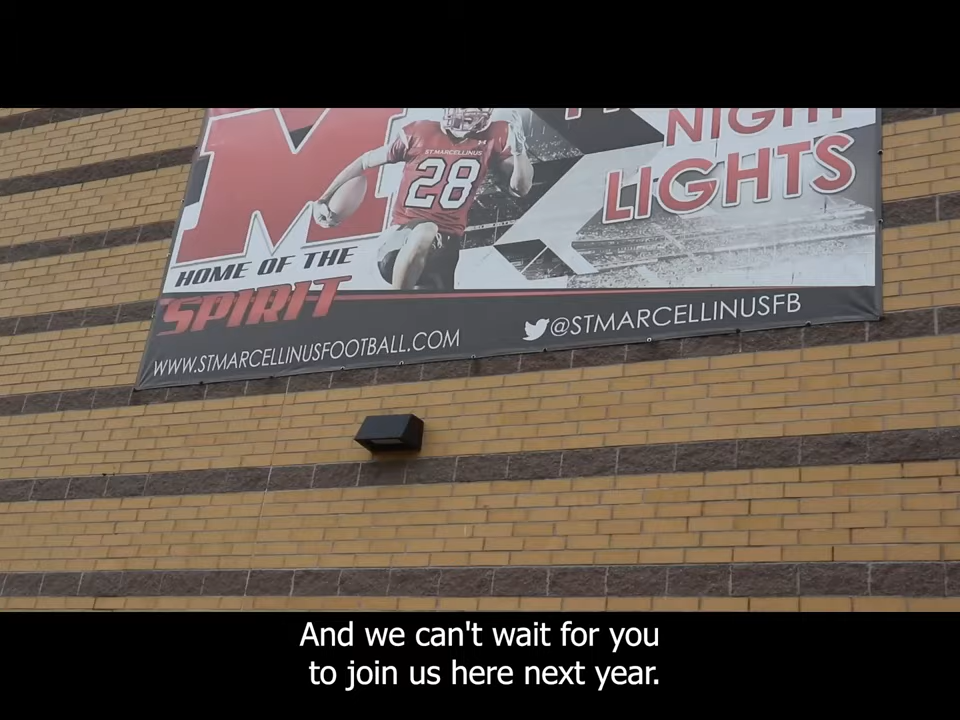 M
NIGHT
LIGHTS
ST.MARCELLINUS
28
HOME OF THE
SPIRIT
WWW.STMARCELLINUSFOOTBALL.COM
@STMARCELLINUSFB
And we can't wait for you
to join us here next year.